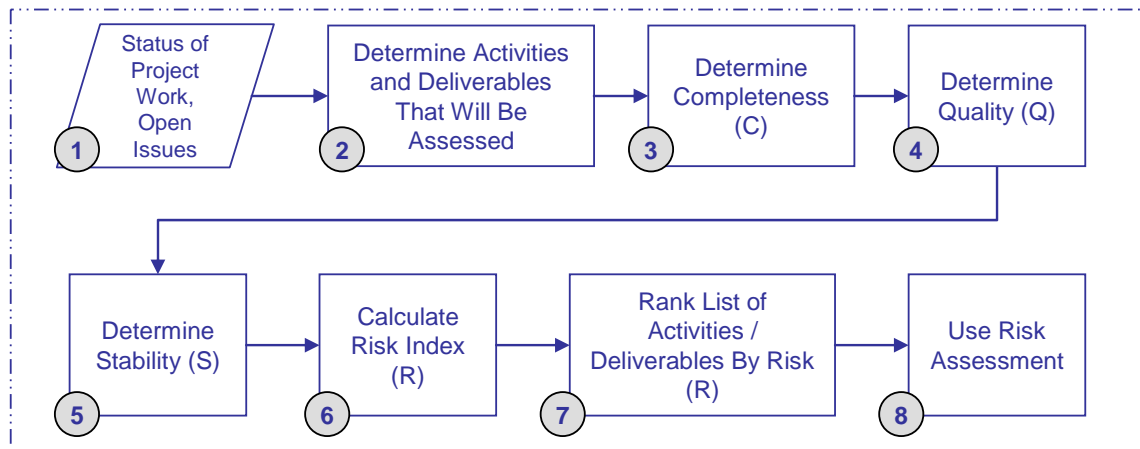 Status of
Project
Work,
Open
Issues
1
Determine Activities
and Deliverables
That Will Be
Assessed
2
Determine
Completeness
(C)
3
Determine
Quality (Q)
4
Determine
Stability (S)
5
Calculate
Risk Index
(R)
6
Rank List of
Activities /
Deliverables By Risk
(R)
7
Use Risk
Assessment
8